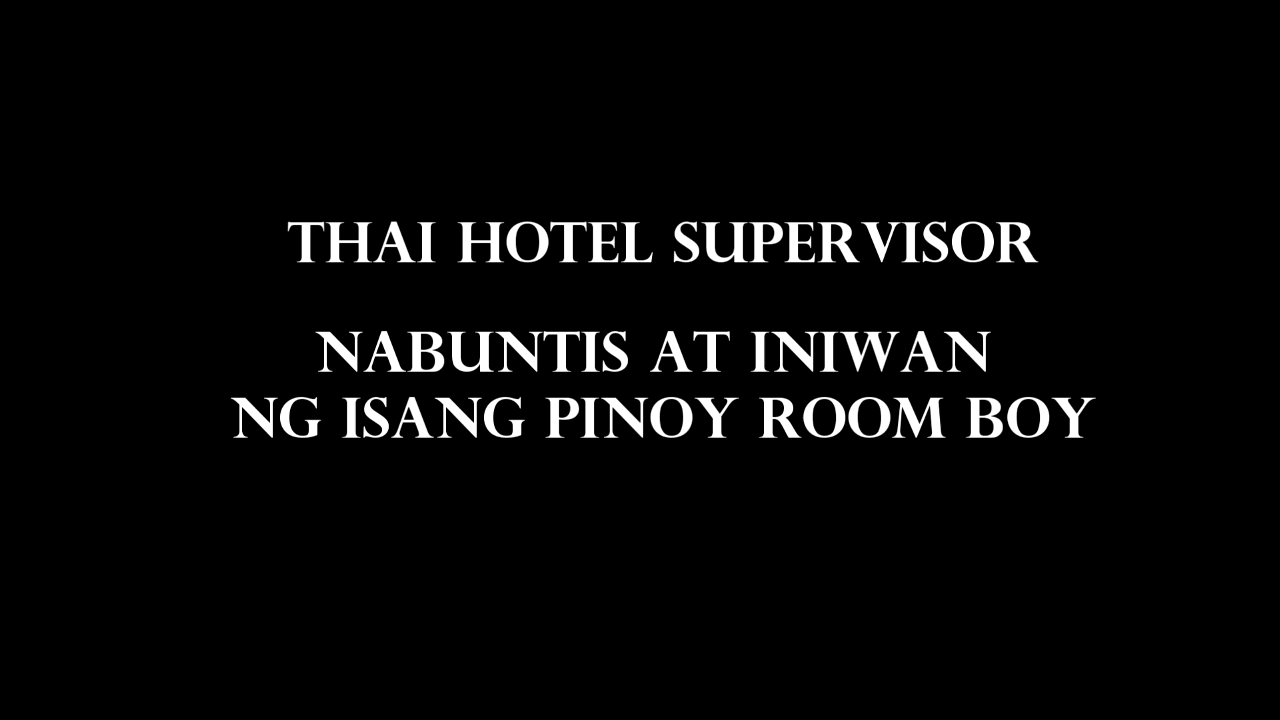 THAI HOTEL SUPERVISOR
NABUNTIS AT INIWAN
NG ISANG PINOY ROOM BOY